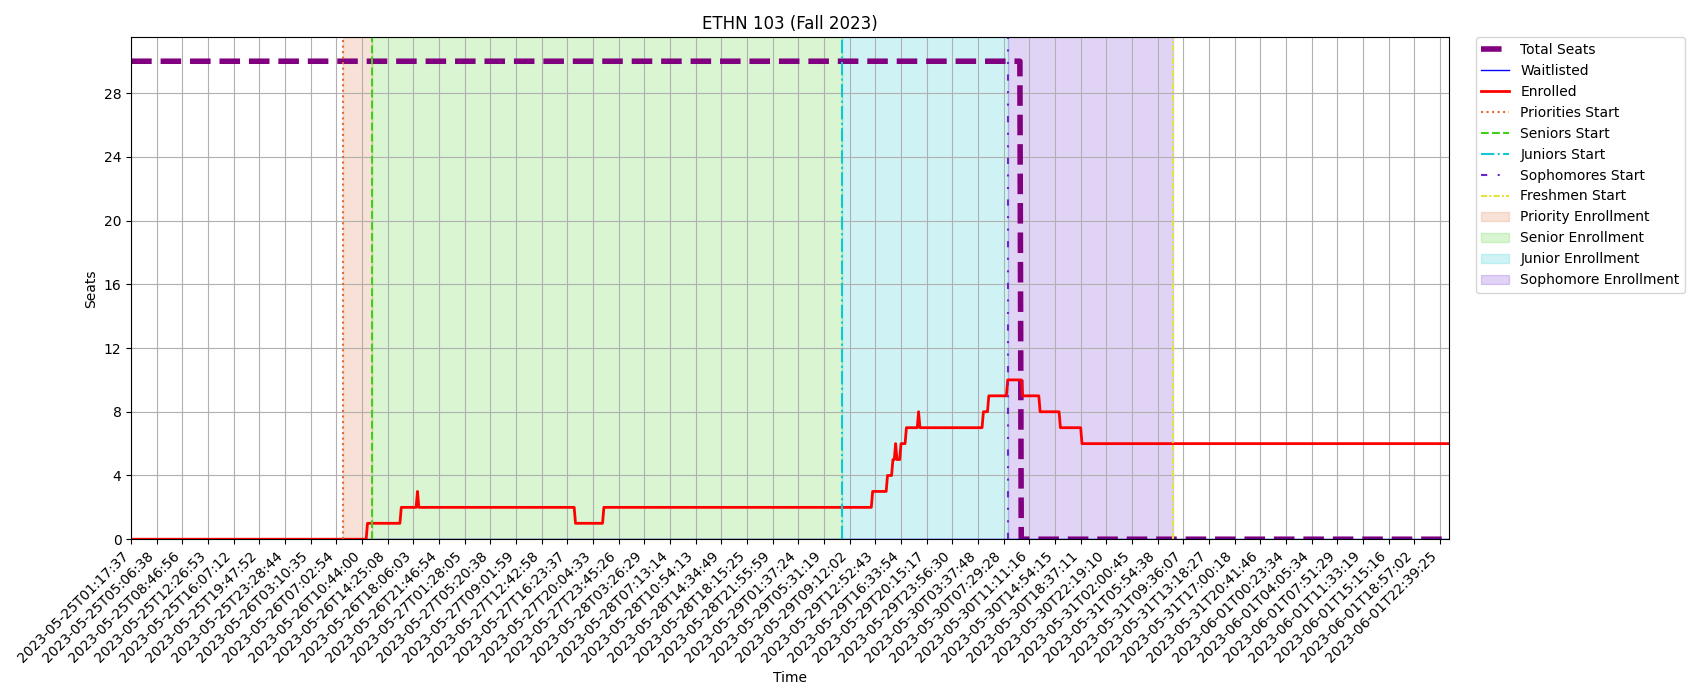 ETHN 103 (Fall 2023)
Total Seats
Waitlisted
Enrolled
Priorities Start
Seniors Start
Juniors Start
Sophomores Start
Freshmen Start
Priority Enrollment
Senior Enrollment
Junior Enrollment
Sophomore Enrollment
Seats
28
24
20
16
12
8
4
0
2023-05-25T01:17:37
2023-05-25T05:06:38
2023-05-25T08:46:56
2023-05-25T12:26:53
2023-05-25T16:07:12
2023-05-25T19:47:52
2023-05-25T23:28:44
2023-05-26T03:10:35
2023-05-26T07:02:54
2023-05-26T10:44:00
2023-05-26T14:25:08
2023-05-26T18:06:03
2023-05-26T21:46:54
2023-05-27T01:28:05
2023-05-27T05:20:38
2023-05-27T09:01:59
2023-05-27T12:42:58
2023-05-27T16:23:37
2023-05-27T20:04:33
2023-05-27T23:45:26
2023-05-28T03:26:29
2023-05-28T07:13:14
2023-05-28T10:54:13
2023-05-28T14:34:49
2023-05-28T18:15:25
2023-05-28T21:55:59
2023-05-29T01:37:24
2023-05-29T05:31:19
2023-05-29T09:12:02
2023-05-29T12:52:43
2023-05-29T16:33:54
2023-05-29T20:15:17
2023-05-29T23:56:30
2023-05-30T03:37:48
2023-05-30T07:29:28
2023-05-30T11:11:16
2023-05-30T14:54:15
2023-05-30T18:37:11
2023-05-30T22:19:10
2023-05-31T02:00:45
2023-05-31T05:54:38
2023-05-31T09:36:07
2023-05-31T13:18:27
2023-05-31T17:00:18
2023-05-31T20:41:46
2023-06-01T00:23:34
2023-06-01T04:05:34
2023-06-01T07:51:29
2023-06-01T11:33:19
2023-06-01T15:15:16
2023-06-01T18:57:02
2023-06-01T22:39:25
Time